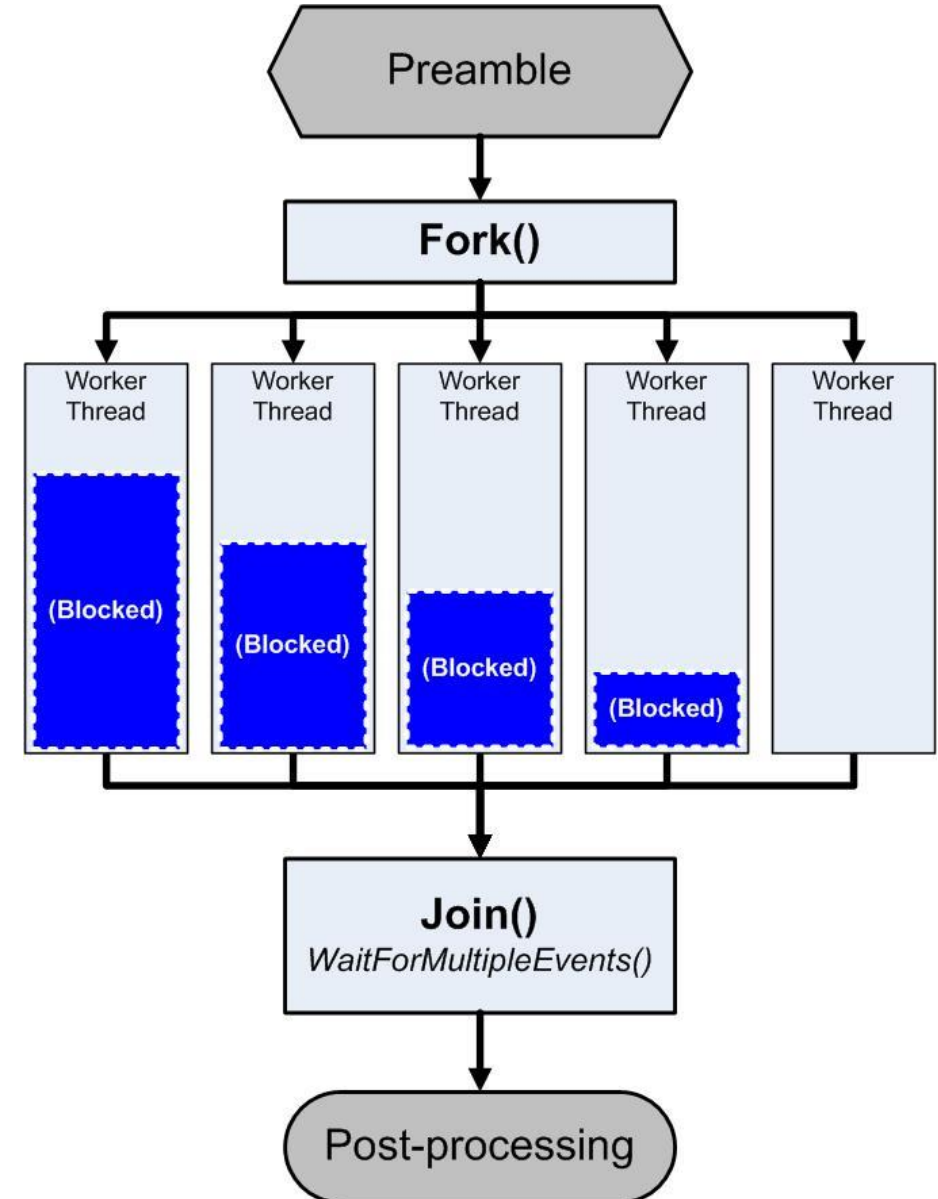 Preamble
Fork()
Worker
Thread
Worker
Thread
Worker
Thread
Worker
Thread
Worker
Thread
(Blocked)
(Blocked)
(Blocked)
(Blocked)
Join()
WaitForMultipleEvents()
Post-processing